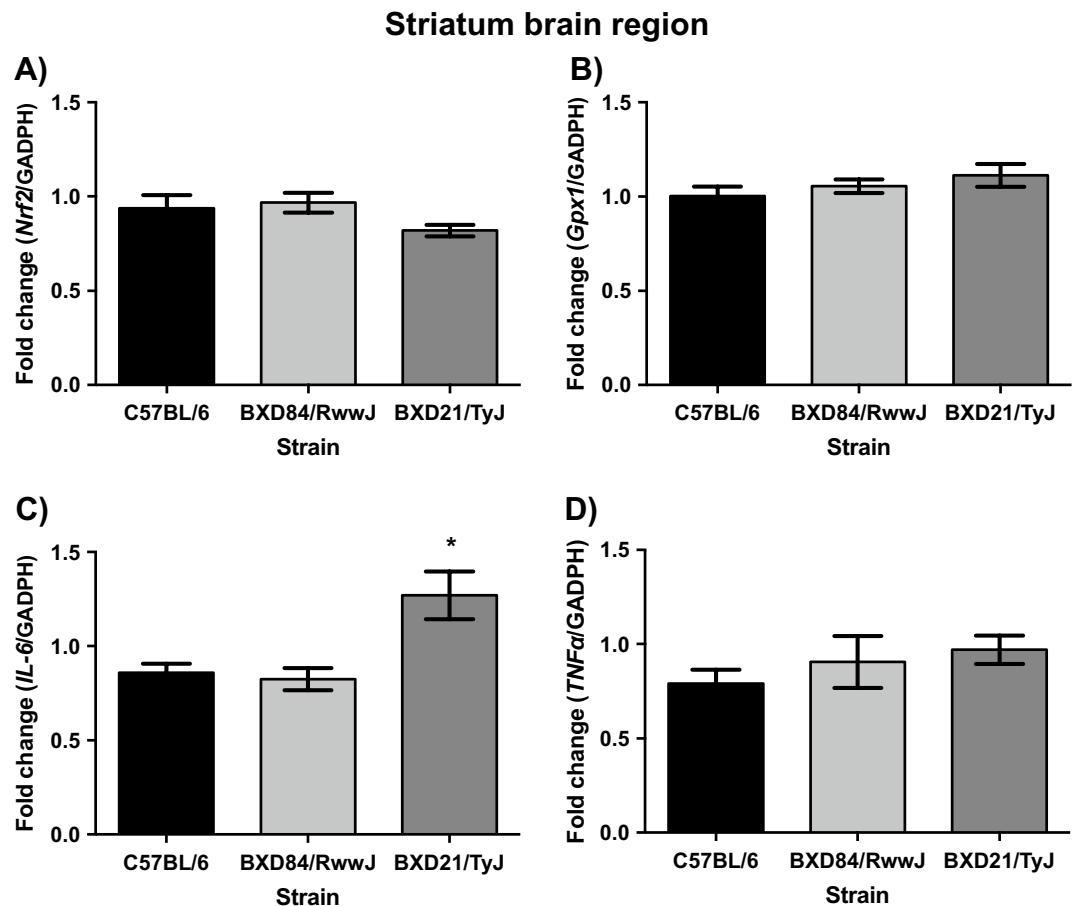 Striatum brain region
A)
Fold change (Nrf2/GADPH)
1.5
1.0
0.5
0.0
C57BL/6 BXD84/RwwJ BXD21/TyJ
Strain
B)
Fold change (Gpx1/GADPH)
1.5
1.0
0.5
0.0
C57BL/6 BXD84/RwwJ BXD21/TyJ
Strain
C)
Fold change (IL-6/GADPH)
1.5
1.0
0.5
0.0
*
C57BL/6 BXD84/RwwJ BXD21/TyJ
Strain
D)
Fold change (TNFα/GADPH)
1.5
1.0
0.5
0.0
C57BL/6 BXD84/RwwJ BXD21/TyJ
Strain